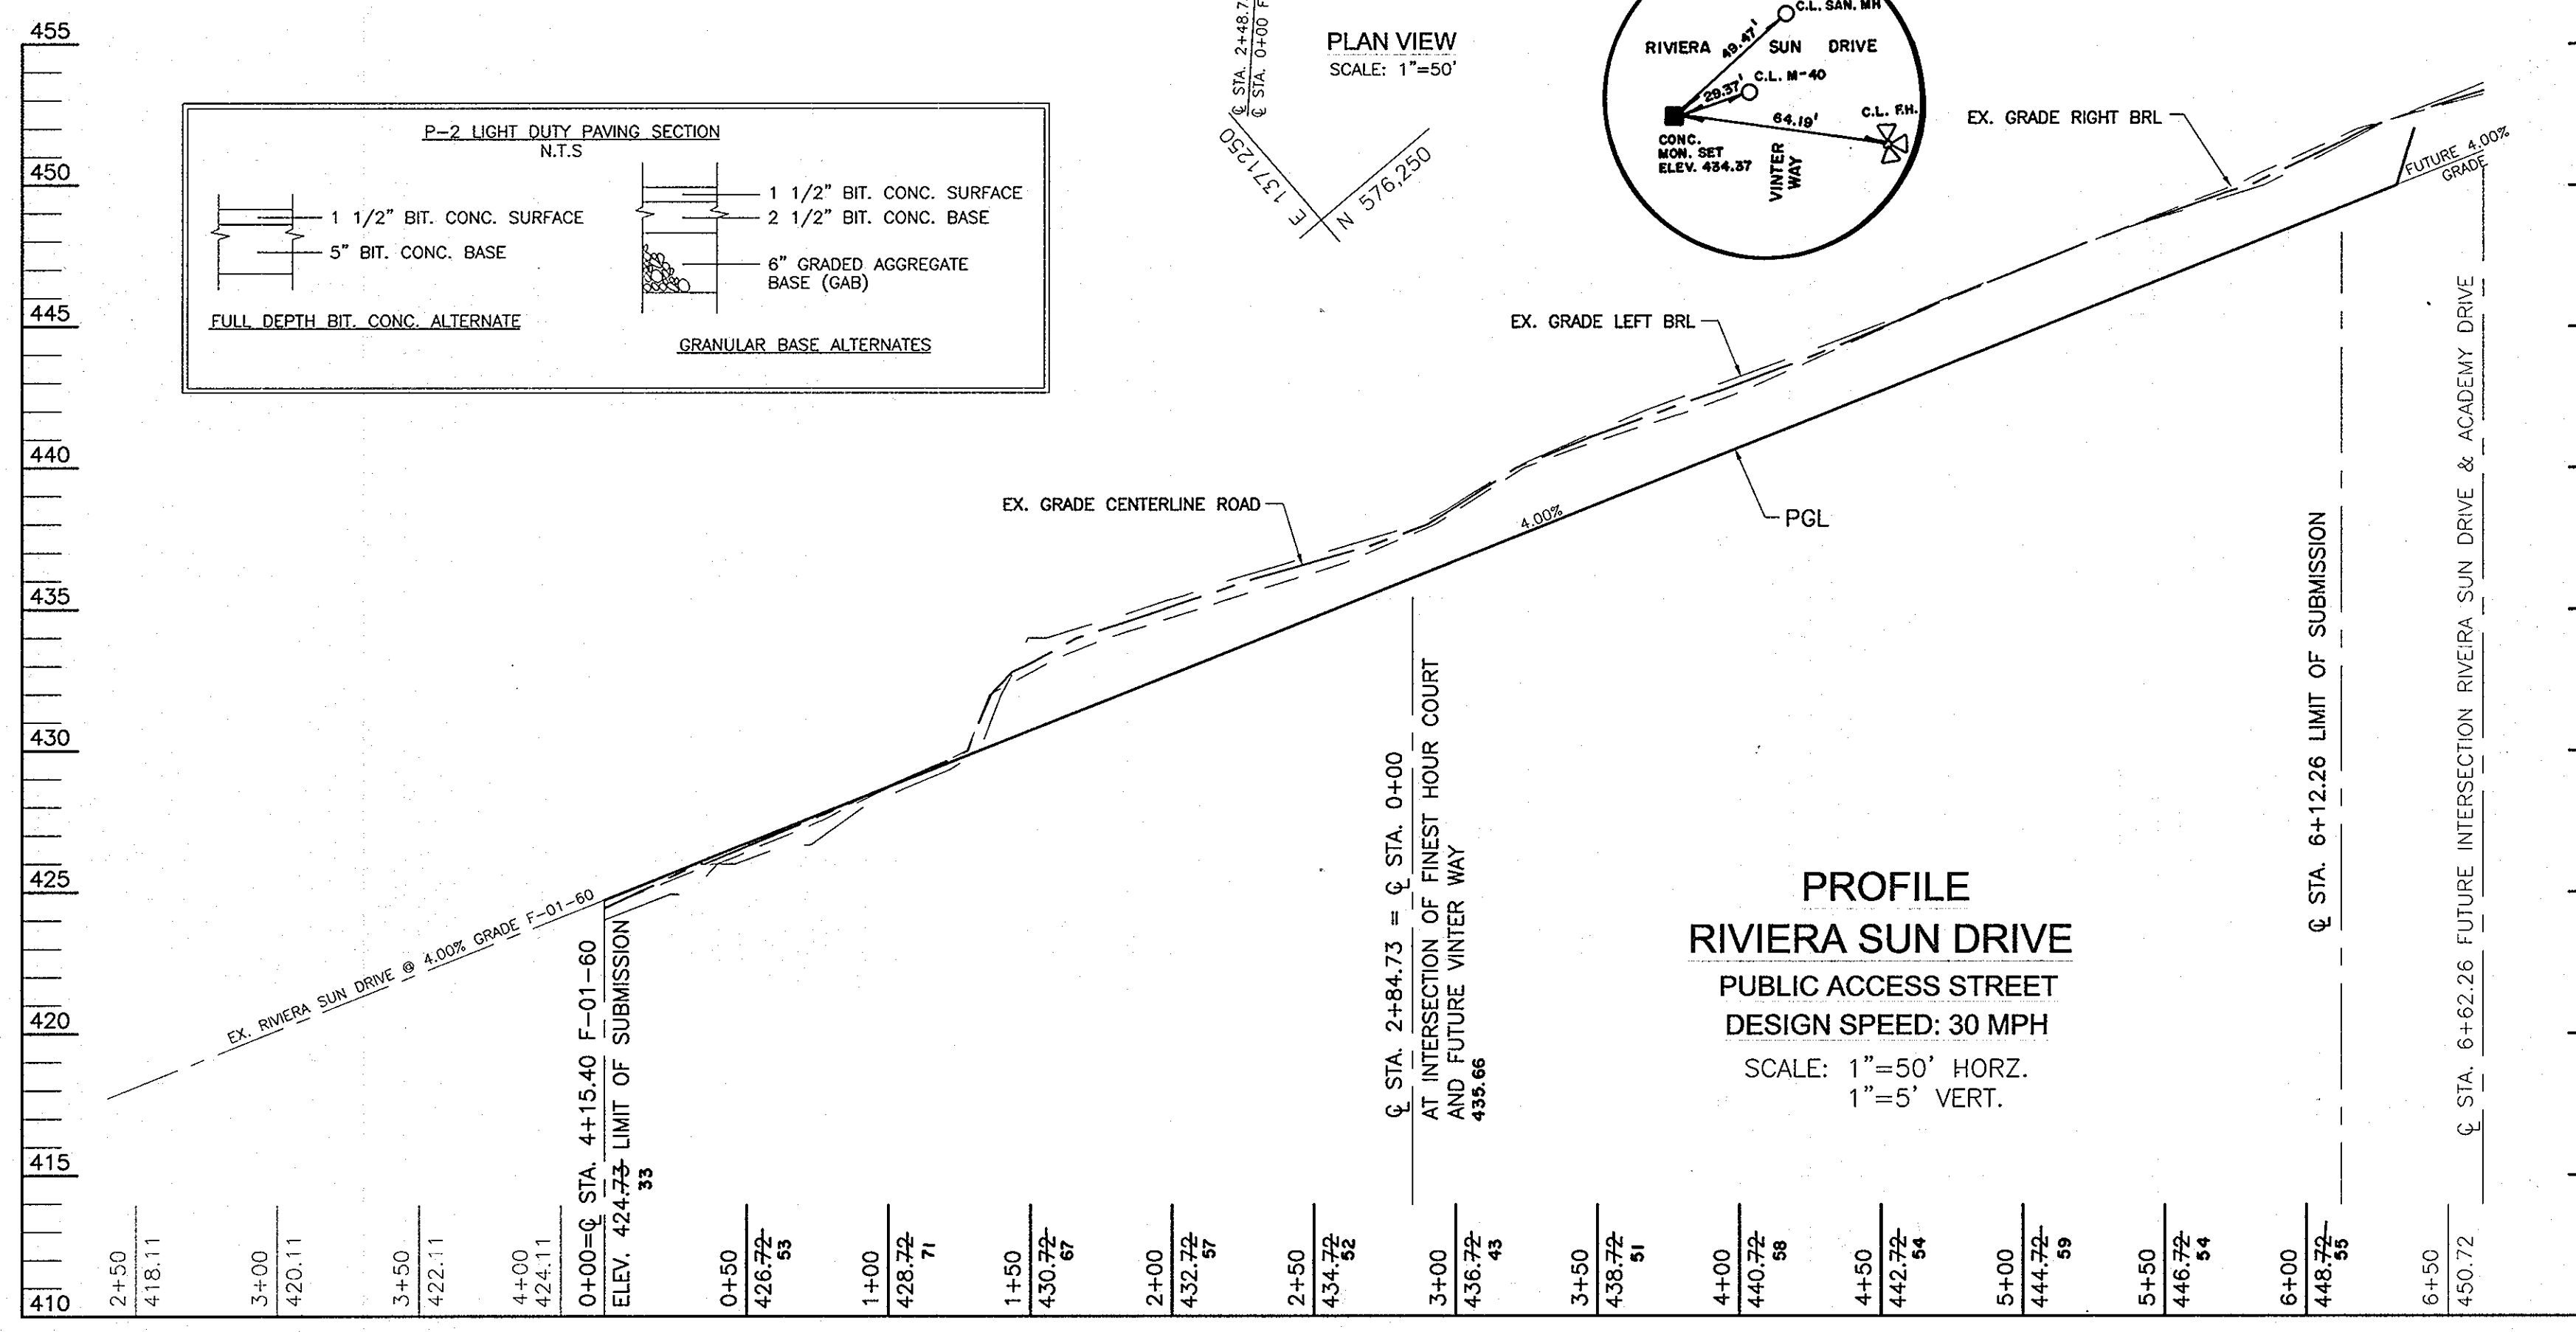 455
450
445
440
435
430
425
420
415
410
P-2 LIGHT DUTY PAVING SECTION
N.T.S
1 1/2" BIT. CONC. SURFACE
5" BIT. CONC. BASE
FULL DEPTH BIT. CONC. ALTERNATE
1 1/2" BIT. CONC. SURFACE
2 1/2" BIT. CONC. BASE
6" GRADED AGGREGATE
BASE (GAB)
GRANULAR BASE ALTERNATES
℄ STA. 2+48.7
℄ STA. 0+00
PLAN VIEW
SCALE: 1"=50'
E 1371250
N 576,250
C.L. SAN. MH
49.47'
RIVIERA SUN DRIVE
C.L. M-40
29.37'
64.19'
C.L. F.H.
CONC.
MON. SET
ELEV. 434.37
VINTER
WAY
EX. GRADE RIGHT BRL
FUTURE 4.00%
GRADE
EX. GRADE LEFT BRL
EX. GRADE CENTERLINE ROAD
4.00%
PGL
EX. RIVIERA SUN DRIVE @ 4.00% GRADE F-01-60
0+00=℄ STA. 4+15.40 F-01-60
ELEV. 424.73 LIMIT OF SUBMISSION
33
℄ STA. 2+84.73 = ℄ STA. 0+00
AT INTERSECTION OF FINEST HOUR COURT
AND FUTURE VINTER WAY
435.66
℄ STA. 6+12.26 LIMIT OF SUBMISSION
℄ STA. 6+62.26 FUTURE INTERSECTION RIVEIRA SUN DRIVE & ACADEMY DRIVE
PROFILE
RIVIERA SUN DRIVE
PUBLIC ACCESS STREET
DESIGN SPEED: 30 MPH
SCALE: 1"=50' HORZ.
1"=5' VERT.
2+50
418.11
3+00
420.11
3+50
422.11
4+00
424.11
0+50
426.72
53
1+00
428.72
71
1+50
430.72
67
2+00
432.72
57
2+50
434.72
52
3+00
436.72
43
3+50
438.72
51
4+00
440.72
58
4+50
442.72
54
5+00
444.72
59
5+50
446.72
54
6+00
448.72
55
6+50
450.72